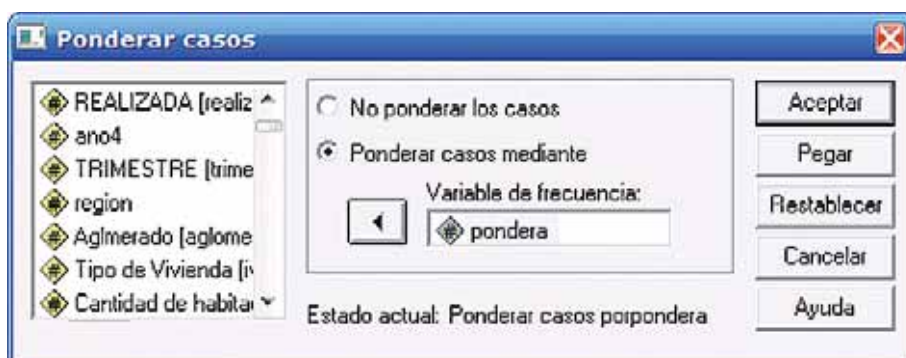 Ponderar casos
REALIZADA [realiz
ano4
TRIMESTRE [trime
region
Aglmerado [aglome
Tipo de Vivienda [iv
Cantidad de habita
No ponderar los casos
Ponderar casos mediante
Variable de frecuencia:
pondera
Estado actual: Ponderar casos porpondera
Aceptar
Pegar
Restablecer
Cancelar
Ayuda